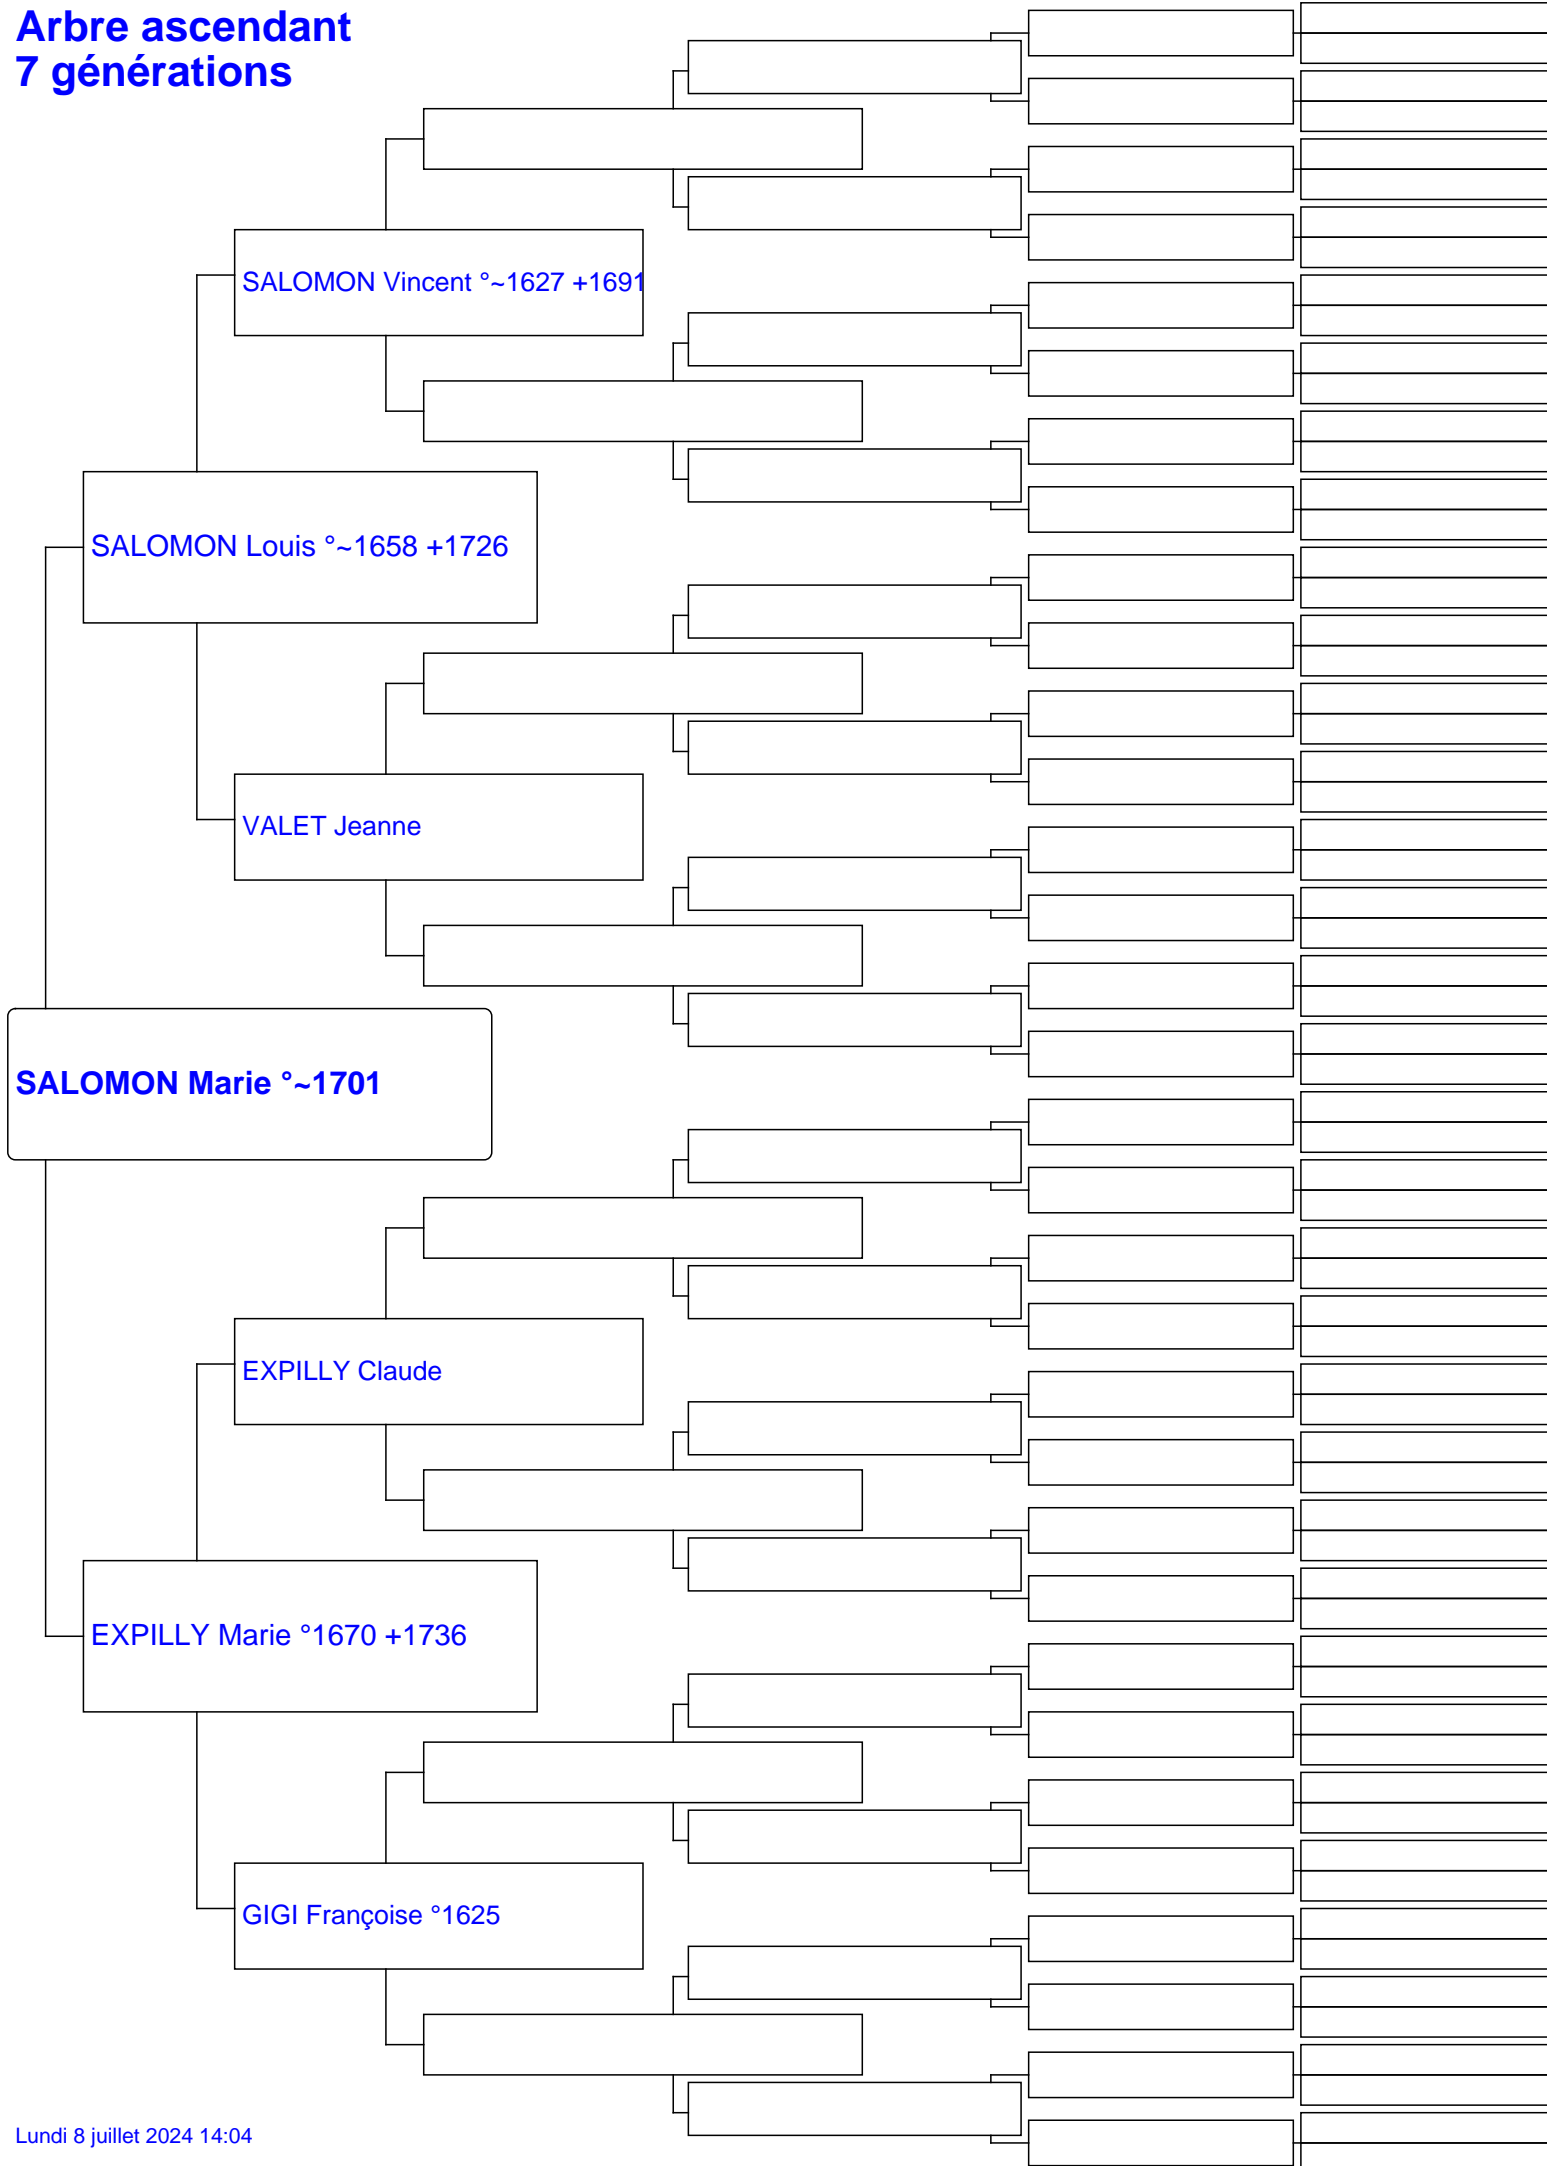 Arbre ascendant
7 générations
SALOMON Vincent °~1627 +1691
SALOMON Louis °~1658 +1726
VALET Jeanne
SALOMON Marie °~1701
EXPILLY Claude
EXPILLY Marie °1670 +1736
GIGI Françoise °1625
Lundi 8 juillet 2024 14:04